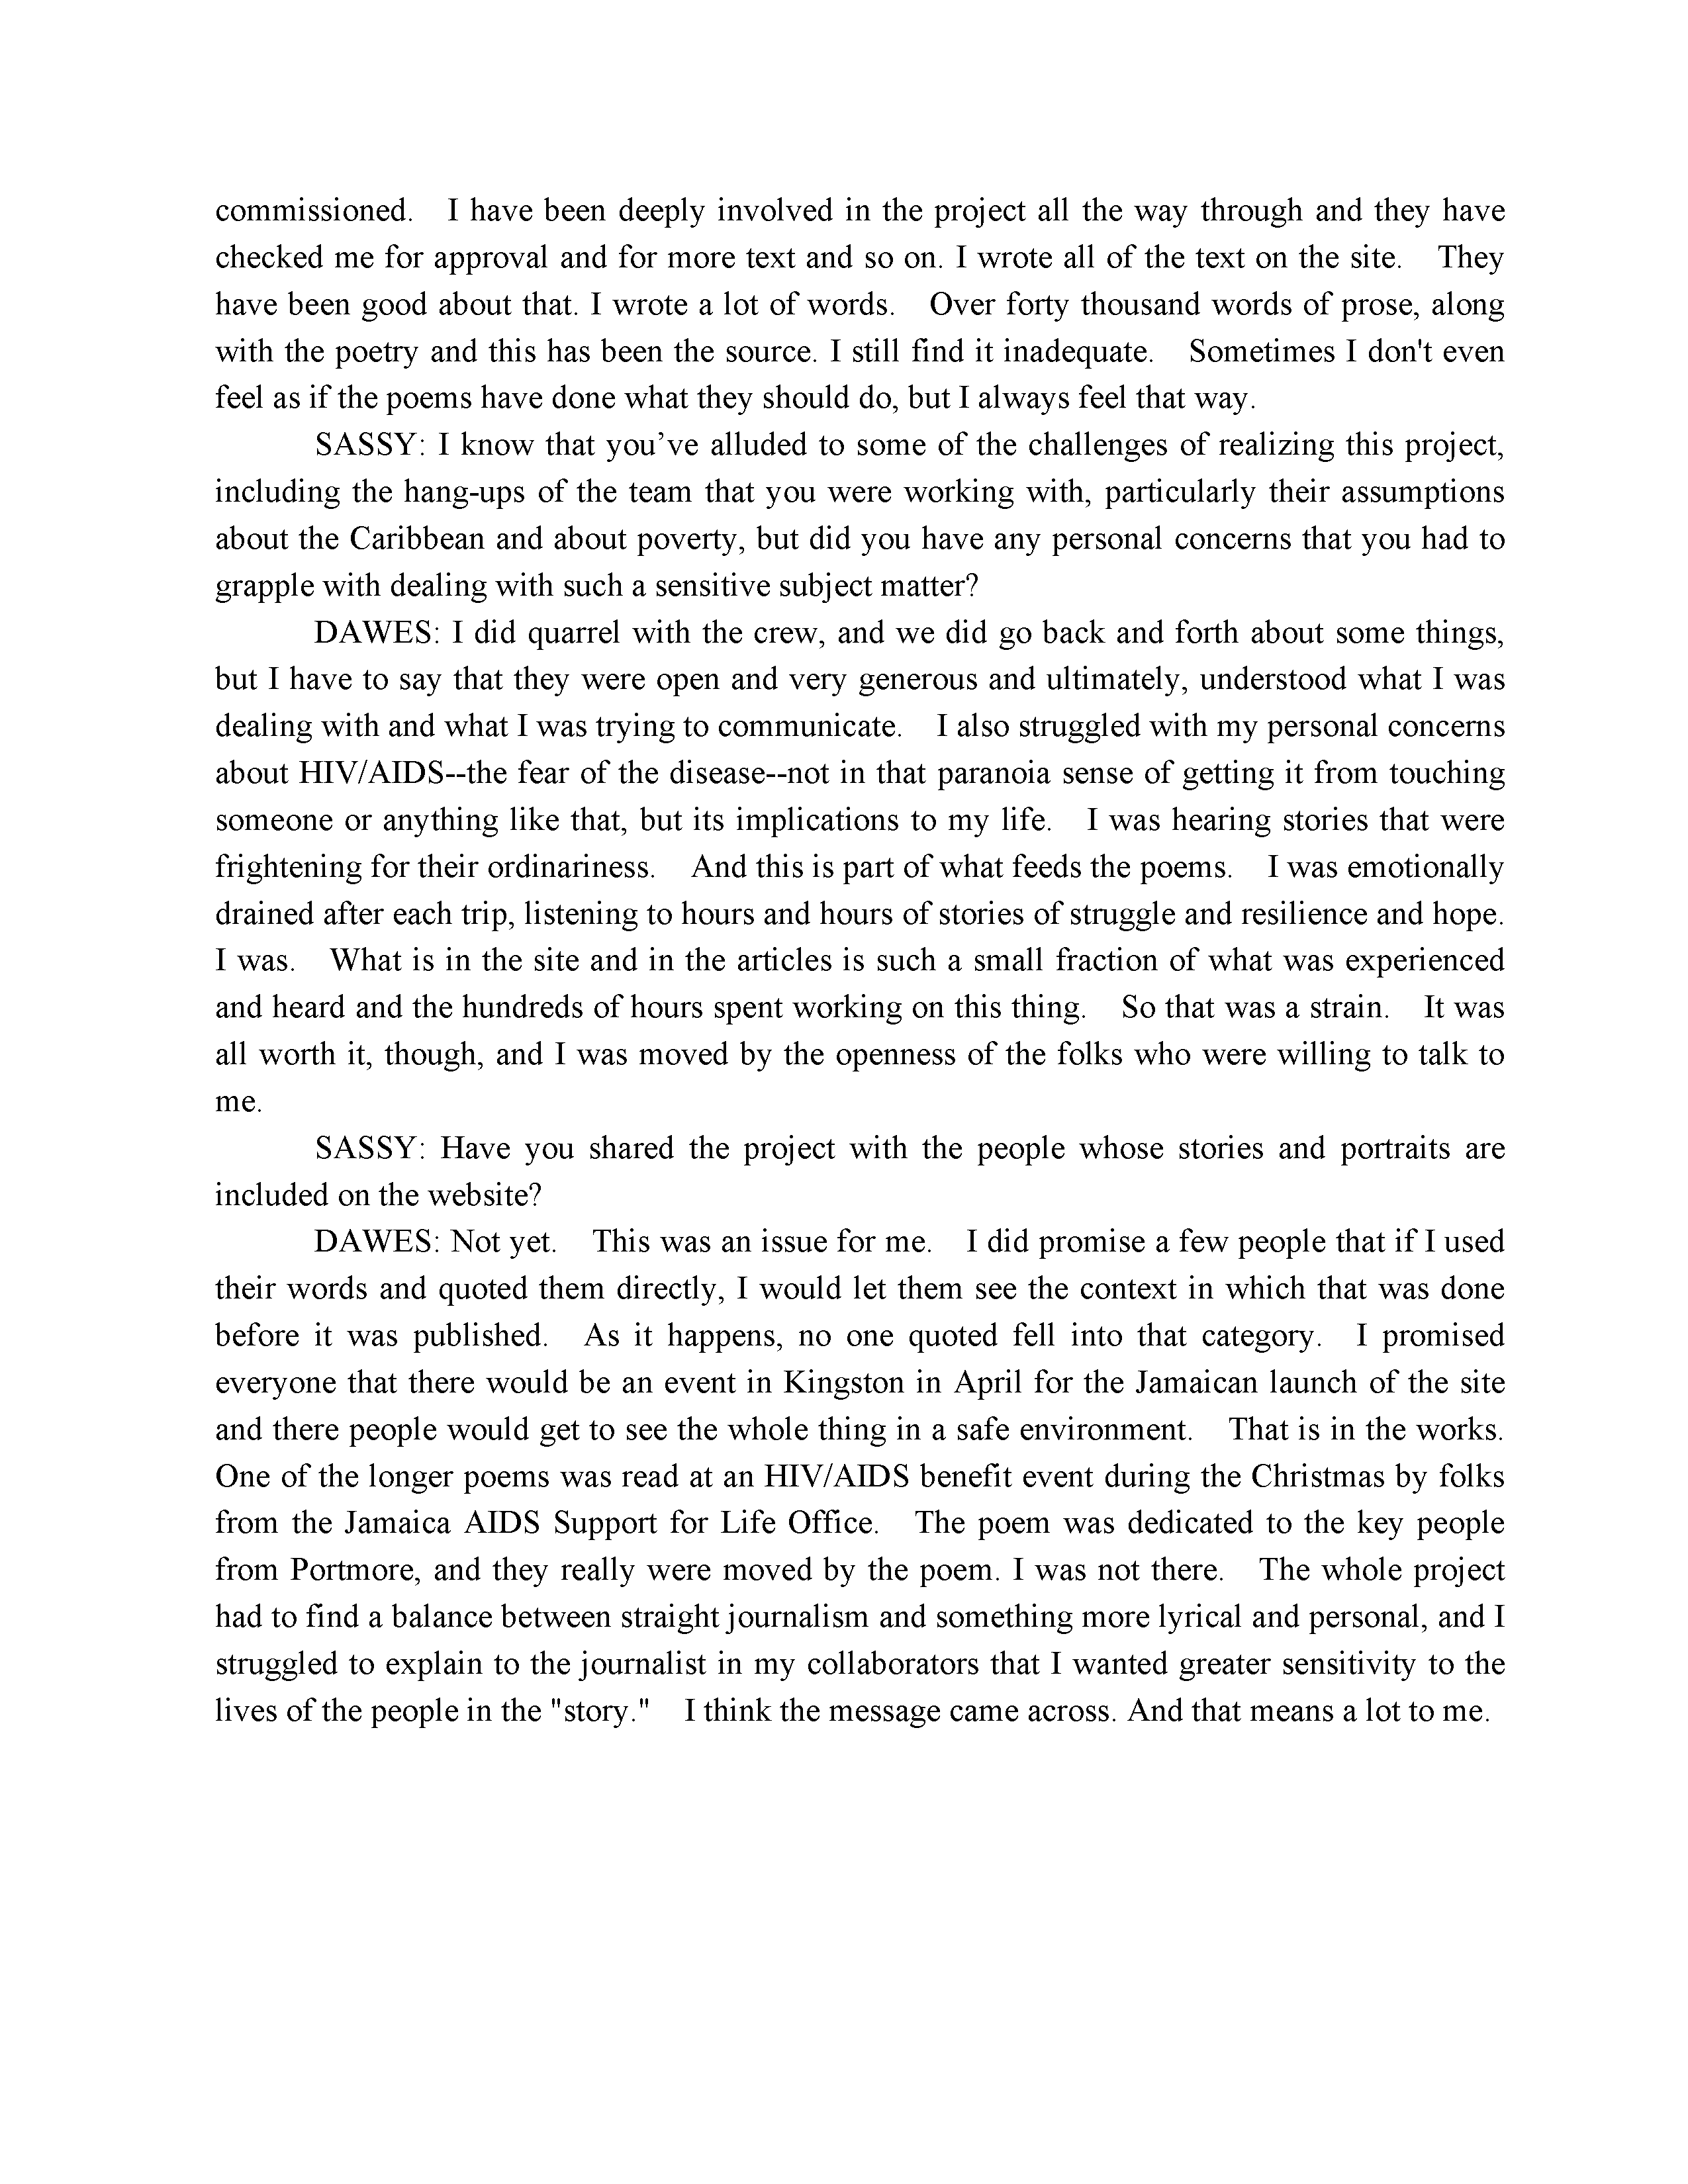 commissioned. I have been deeply involved in the project all the way through and they have
checked me for approval and for more text and so on. I wrote all of the text on the site. They
have been good about that. I wrote a lot of words. Over forty thousand words of prose, along
with the poetry and this has been the source. I still find it inadequate. Sometimes I don't even
feel as if the poems have done what they should do, but I always feel that way.
SASSY: I know that you’ve alluded to some of the challenges of realizing this project,
including the hang-ups of the team that you were working with, particularly their assumptions
about the Caribbean and about poverty, but did you have any personal concerns that you had to
grapple with dealing with such a sensitive subject matter?
DAWES: I did quarrel with the crew, and we did go back and forth about some things,
but I have to say that they were open and very generous and ultimately, understood what I was
dealing with and what I was trying to communicate. I also struggled with my personal concerns
about HIV/AIDS--the fear of the disease--not in that paranoia sense of getting it from touching
someone or anything like that, but its implications to my life. I was hearing stories that were
frightening for their ordinariness. And this is part of what feeds the poems. I was emotionally
drained after each trip, listening to hours and hours of stories of struggle and resilience and hope.
I was. What is in the site and in the articles is such a small fraction of what was experienced
and heard and the hundreds of hours spent working on this thing. So that was a strain. It was
all worth it, though, and I was moved by the openness of the folks who were willing to talk to
me.
SASSY: Have you shared the project with the people whose stories and portraits are
included on the website?
DAWES: Not yet. This was an issue for me. I did promise a few people that if I used
their words and quoted them directly, I would let them see the context in which that was done
before it was published. As it happens, no one quoted fell into that category. I promised
everyone that there would be an event in Kingston in April for the Jamaican launch of the site
and there people would get to see the whole thing in a safe environment. That is in the works.
One of the longer poems was read at an HIV/AIDS benefit event during the Christmas by folks
from the Jamaica AIDS Support for Life Office. The poem was dedicated to the key people
from Portmore, and they really were moved by the poem. I was not there. The whole project
had to find a balance between straight journalism and something more lyrical and personal, and I
struggled to explain to the journalist in my collaborators that I wanted greater sensitivity to the
lives of the people in the "story." I think the message came across. And that means a lot to me.